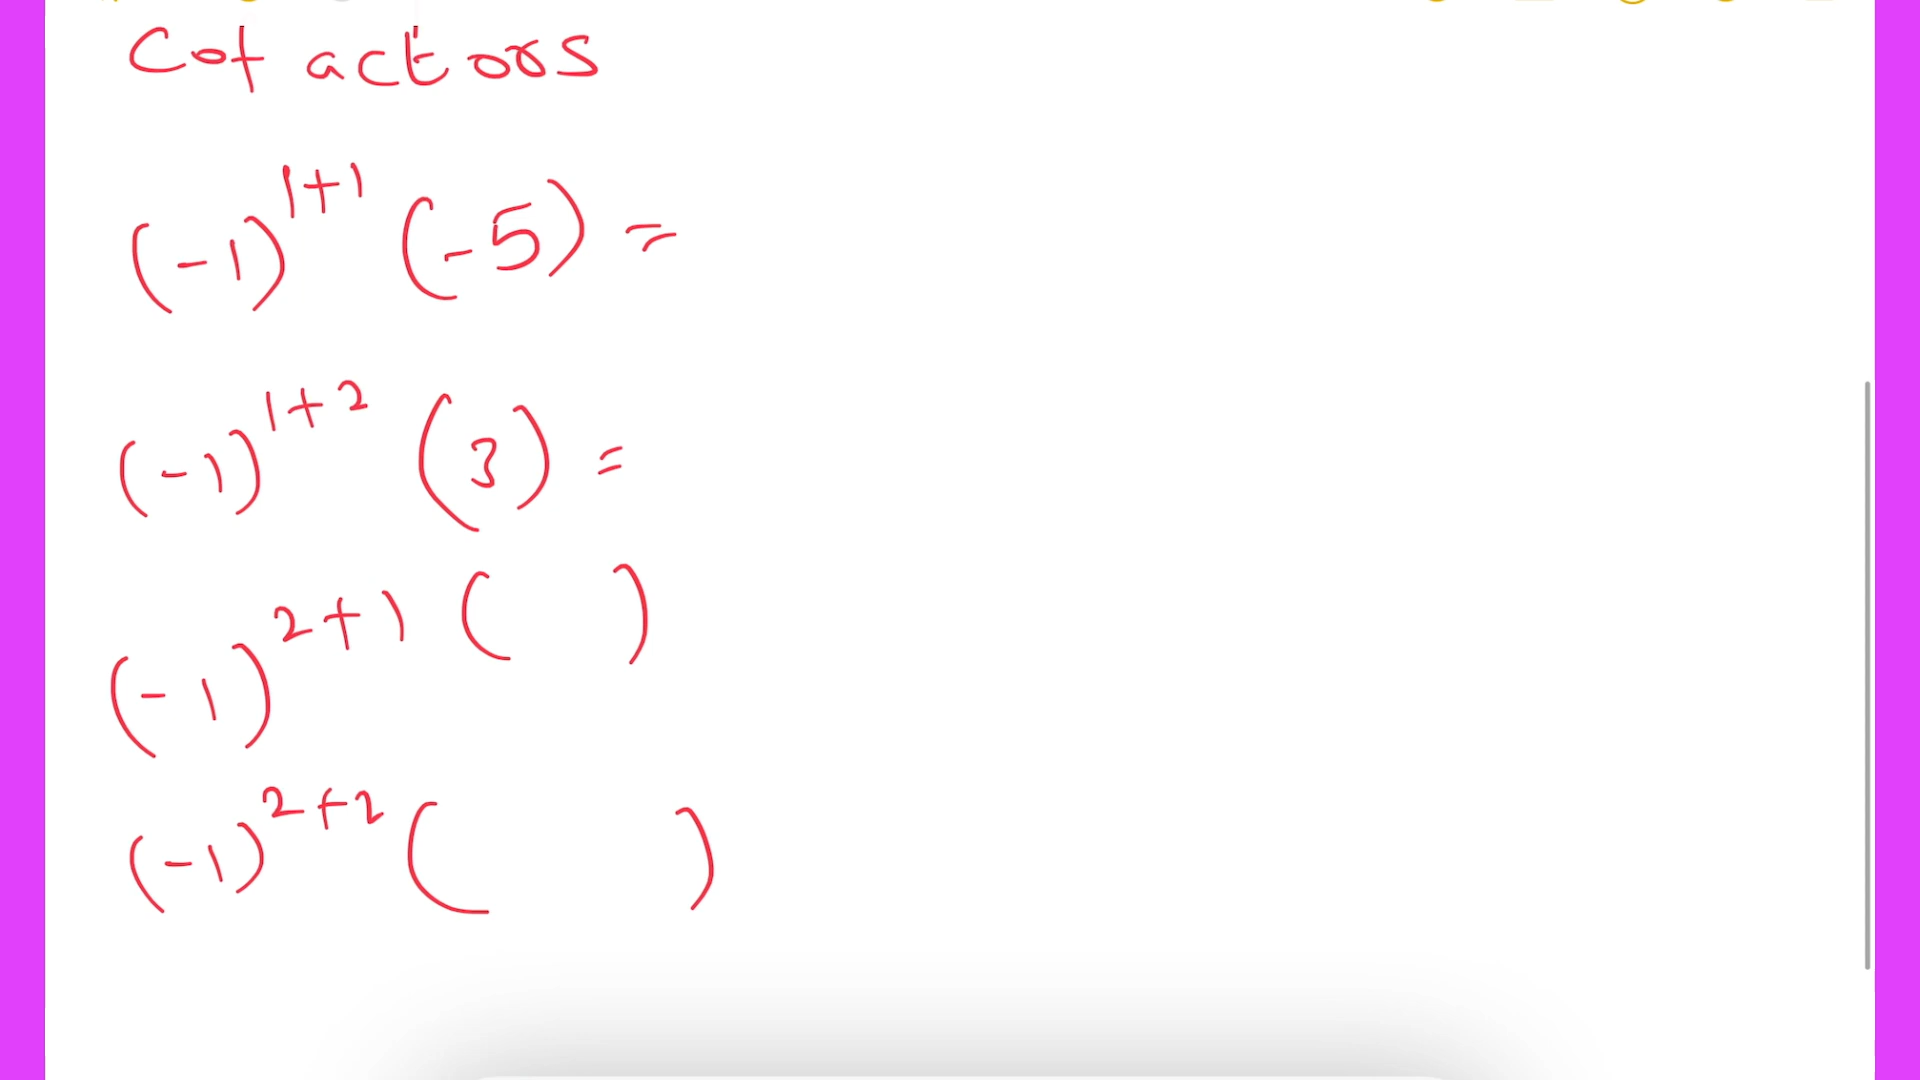 Cofactors
(-1)^{1+1} (-5) =
(-1)^{1+2} (3) =
(-1)^{2+1} ( )
(-1)^{2+2} ( )